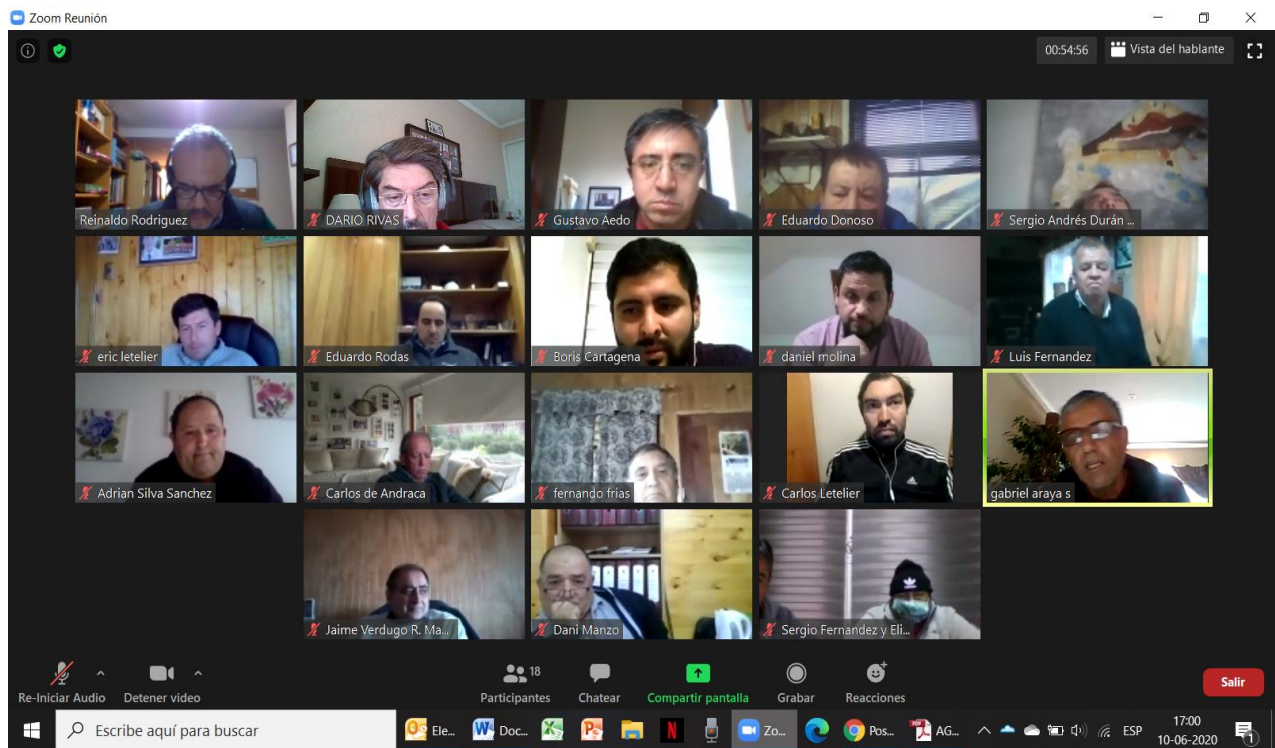 Zoom Reunión
00:54:56
Vista del hablante
Reinaldo Rodriguez
DARIO RIVAS
Gustavo Aedo
Eduardo Donoso
Sergio Andrés Durán ...
eric letelier
Eduardo Rodas
Boris Cartagena
daniel molina
Luis Fernandez
Adrian Silva Sanchez
Carlos de Andraca
fernando frias
Carlos Letelier
gabriel araya s
Jaime Verdugo R. Ma...
Dani Manzo
Sergio Fernandez y Eli...
18
Re-Iniciar Audio
Detener video
Participantes
Chatear
Compartir pantalla
Grabar
Reacciones
Salir
Escribe aquí para buscar
Ele...
Doc...
Zo...
Pos...
AG...
ESP
17:00
10-06-2020
1